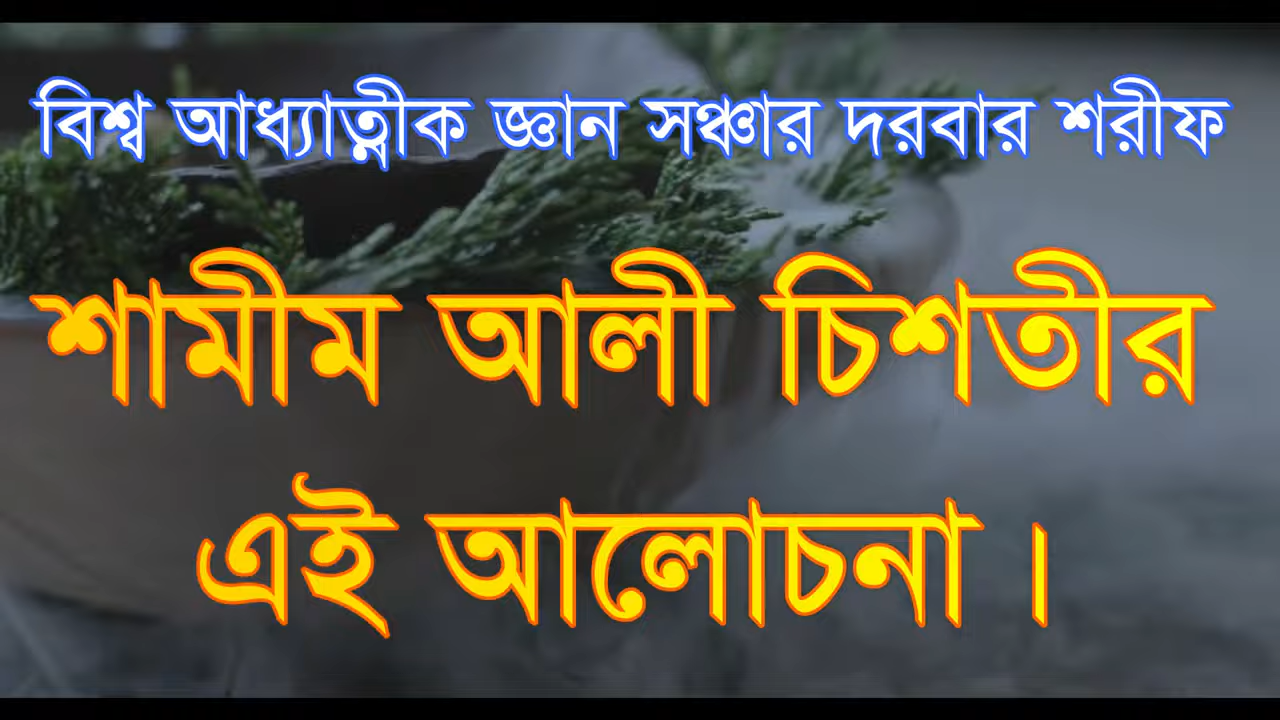 বিশ্ব আধ্যাত্নীক জ্ঞান সঞ্চার দরবার শরীফ
শামীম আলী চিশতীর
এই আলোচনা।